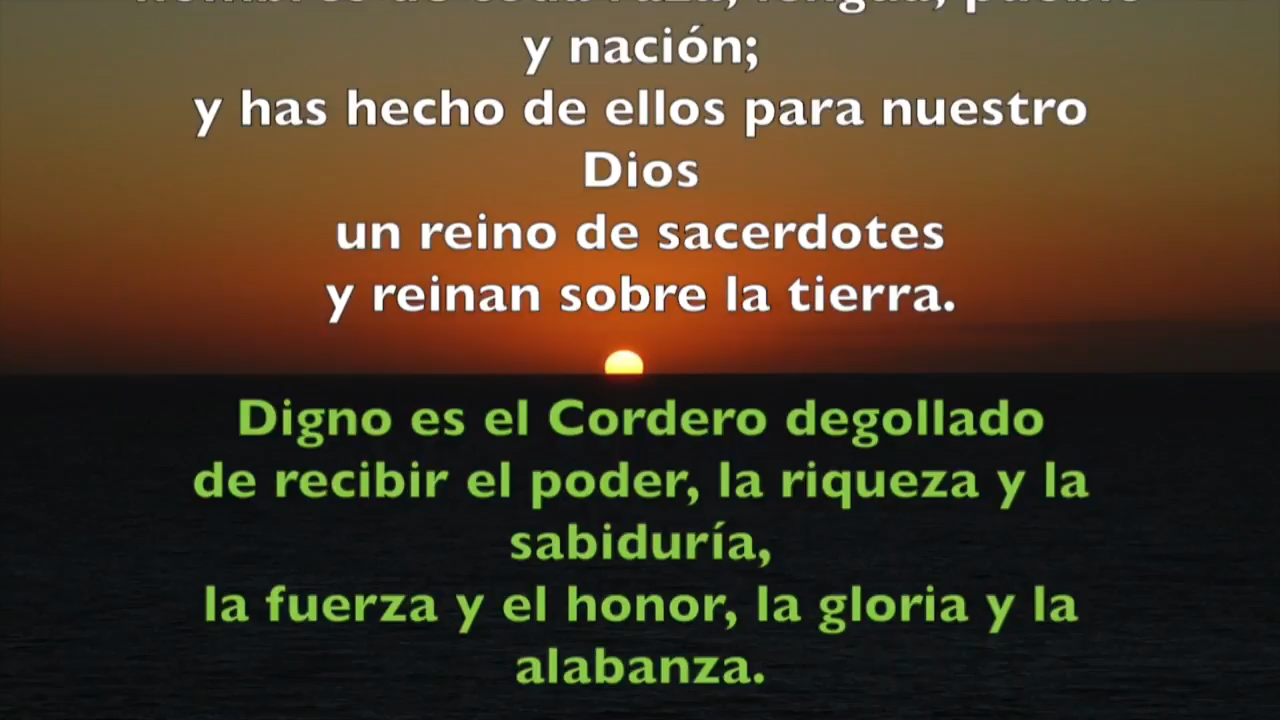 y nación;
y has hecho de ellos para nuestro
Dios
un reino de sacerdotes
y reinan sobre la tierra.
Digno es el Cordero degollado
de recibir el poder, la riqueza y la
sabiduría,
la fuerza y el honor, la gloria y la
alabanza.